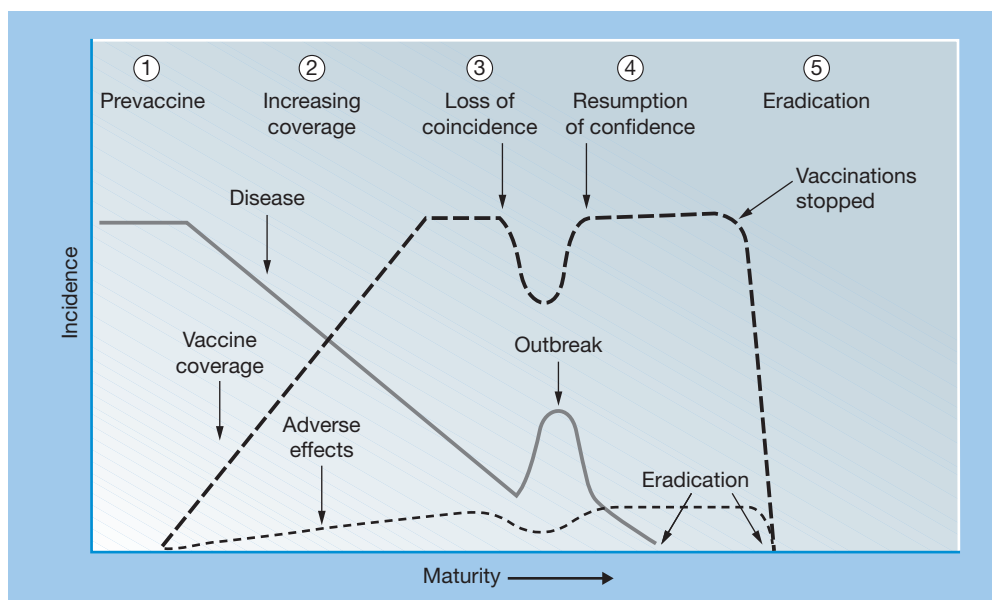 1
2
3
4
5
Prevaccine
Increasing
coverage
Loss of
coincidence
Resumption
of confidence
Eradication
Vaccinations
stopped
Disease
Incidence
Vaccine
coverage
Outbreak
Adverse
effects
Eradication
Maturity